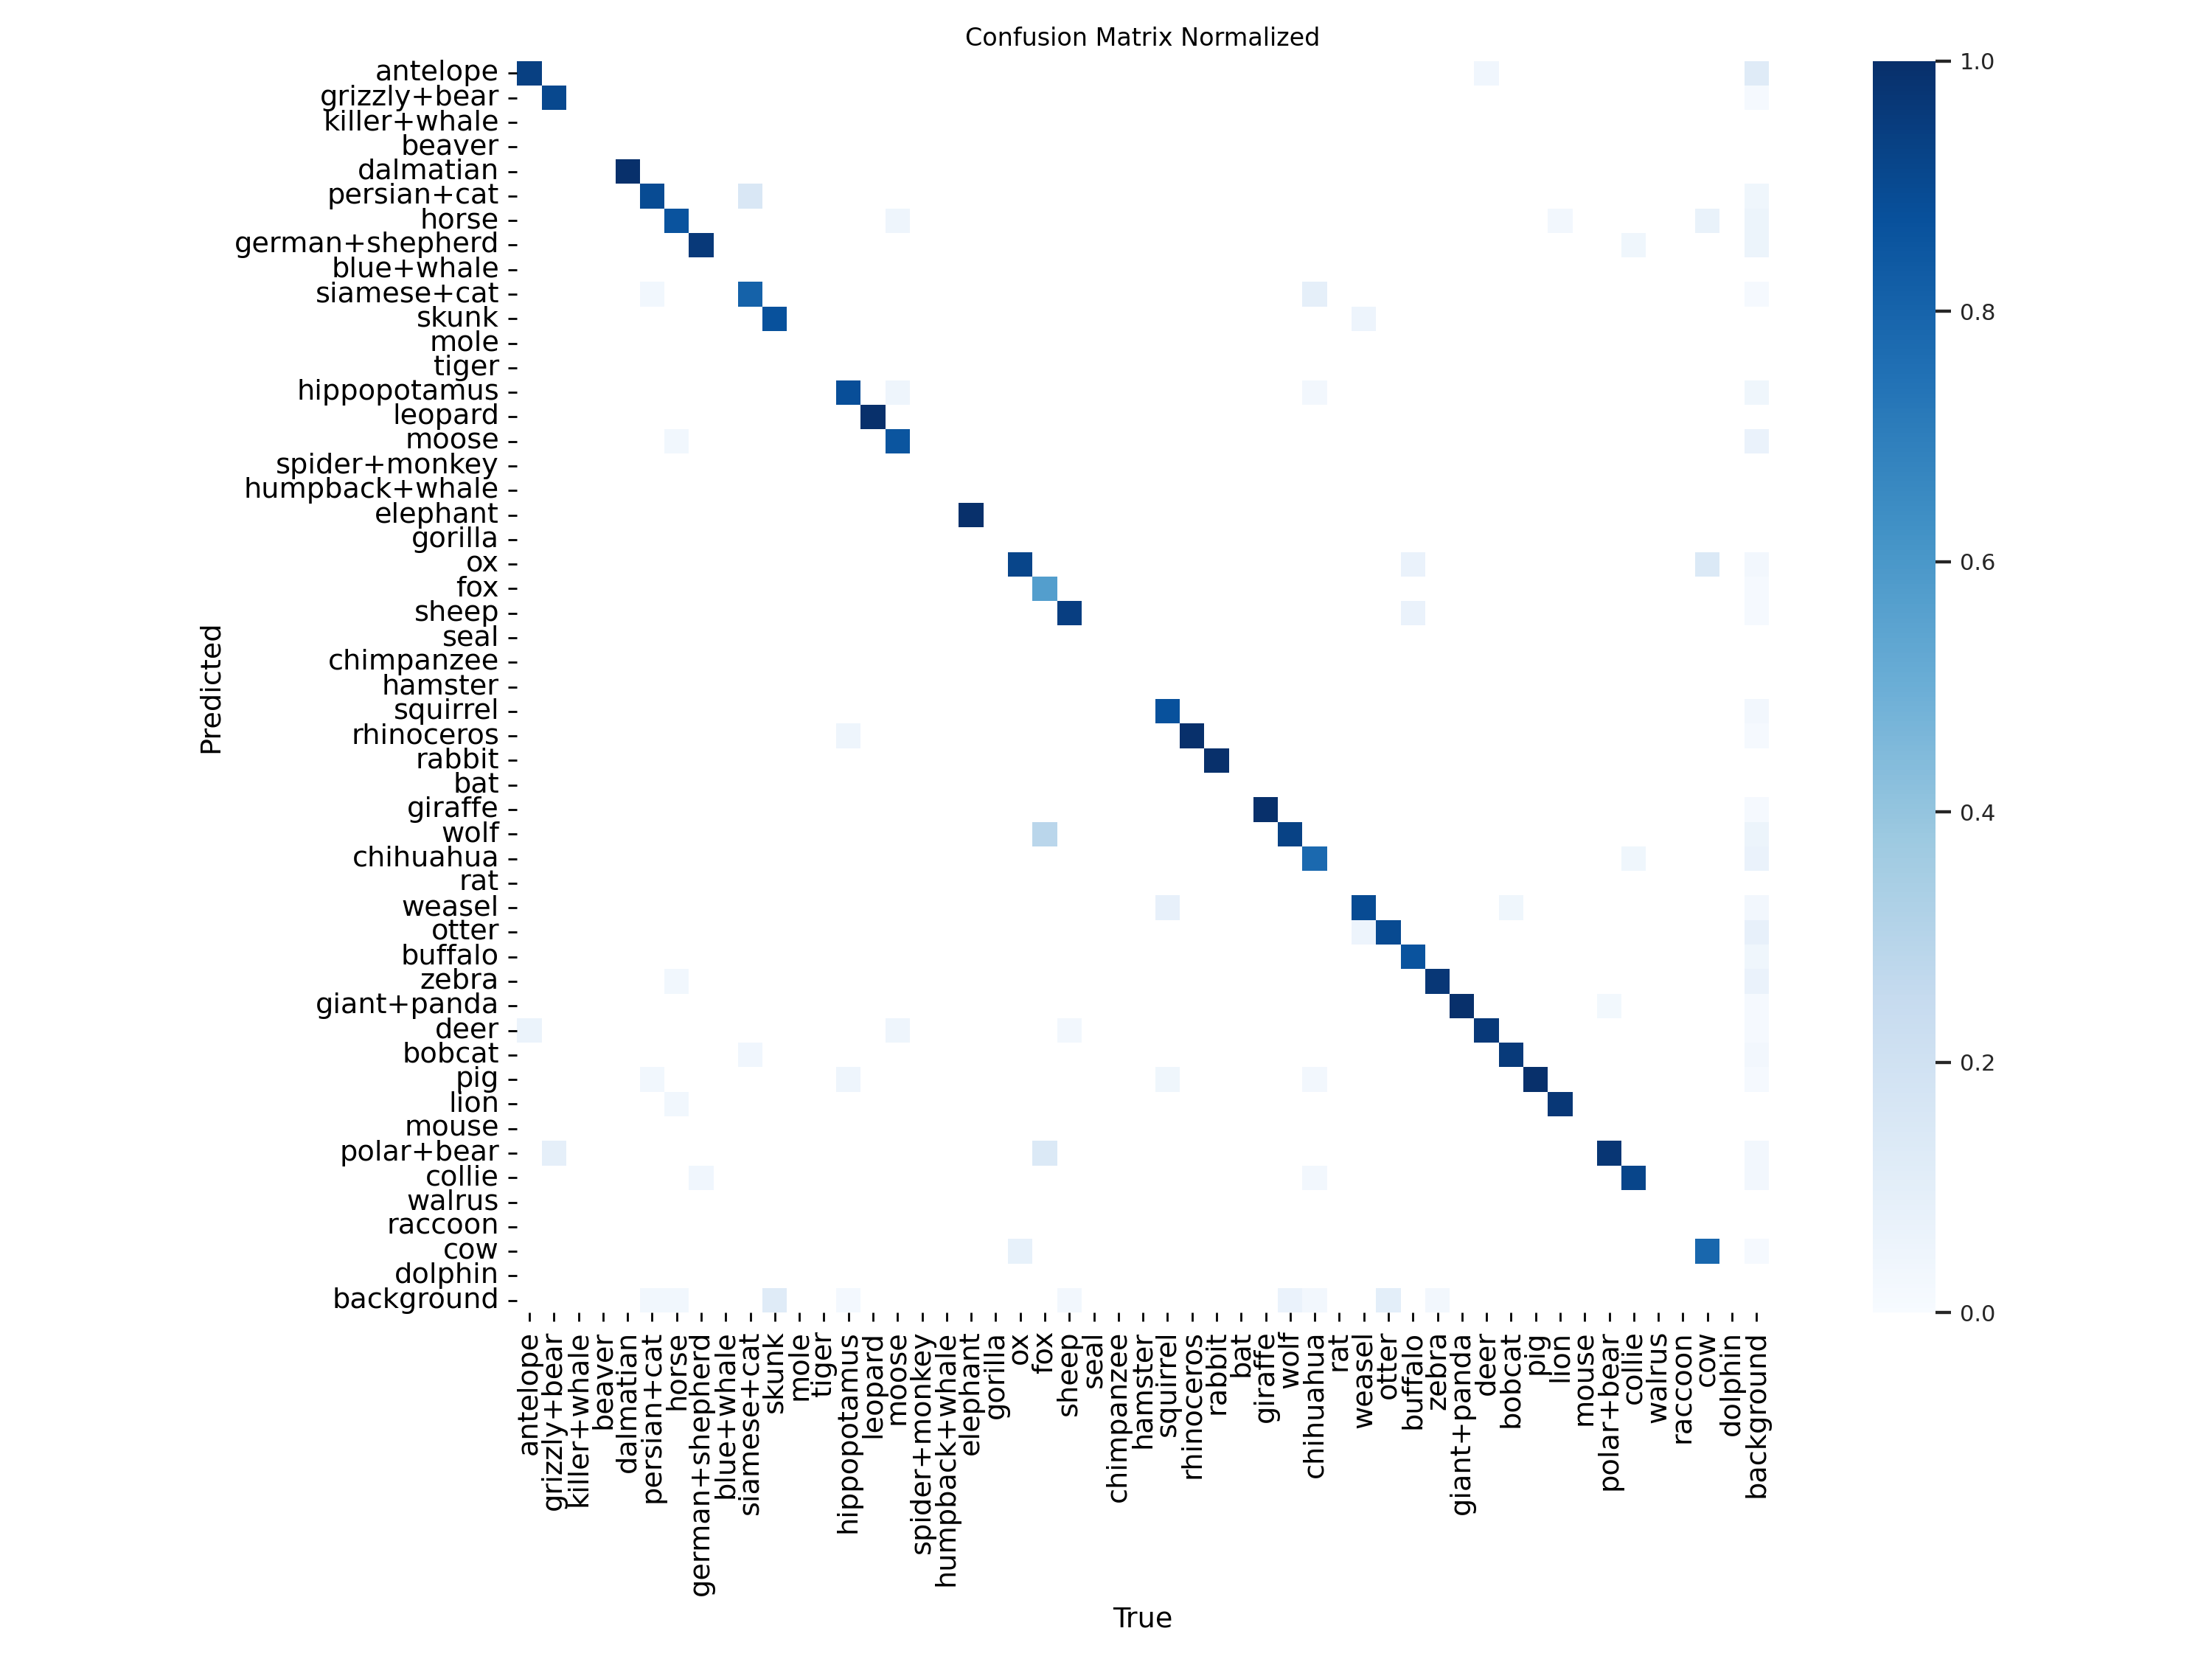 Confusion Matrix Normalized
antelope
grizzly+bear
killer+whale
beaver
dalmatian
persian+cat
horse
german+shepherd
blue+whale
siamese+cat
skunk
mole
tiger
hippopotamus
leopard
moose
spider+monkey
humpback+whale
elephant
gorilla
ox
fox
sheep
seal
chimpanzee
hamster
squirrel
rhinoceros
rabbit
bat
giraffe
wolf
chihuahua
rat
weasel
otter
buffalo
zebra
giant+panda
deer
bobcat
pig
lion
mouse
polar+bear
collie
walrus
raccoon
cow
dolphin
background
Predicted
antelope
grizzly+bear
killer+whale
beaver
dalmatian
persian+cat
horse
german+shepherd
blue+whale
siamese+cat
skunk
mole
tiger
hippopotamus
leopard
moose
spider+monkey
humpback+whale
elephant
gorilla
ox
fox
sheep
seal
chimpanzee
hamster
squirrel
rhinoceros
rabbit
bat
giraffe
wolf
chihuahua
rat
weasel
otter
buffalo
zebra
giant+panda
deer
bobcat
pig
lion
mouse
polar+bear
collie
walrus
raccoon
cow
dolphin
background
True
1.0
0.8
0.6
0.4
0.2
0.0